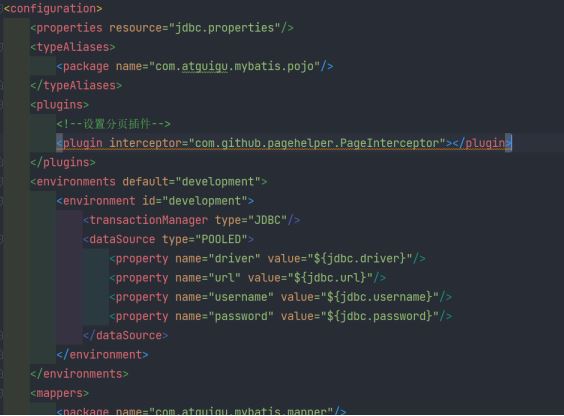 <configuration>
<properties resource="jdbc.properties"/>
<typeAliases>
<package name="com.atguigu.mybatis.pojo"/>
</typeAliases>
<plugins>
<!--设置分页插件-->
<plugin interceptor="com.github.pagehelper.PageInterceptor"></plugin>
</plugins>
<environments default="development">
<environment id="development">
<transactionManager type="JDBC"/>
<dataSource type="POOLED">
<property name="driver" value="${jdbc.driver}"/>
<property name="url" value="${jdbc.url}"/>
<property name="username" value="${jdbc.username}"/>
<property name="password" value="${jdbc.password}"/>
</dataSource>
</environment>
</environments>
<mappers>
<package name="com.atguigu.mybatis.mapper"/>